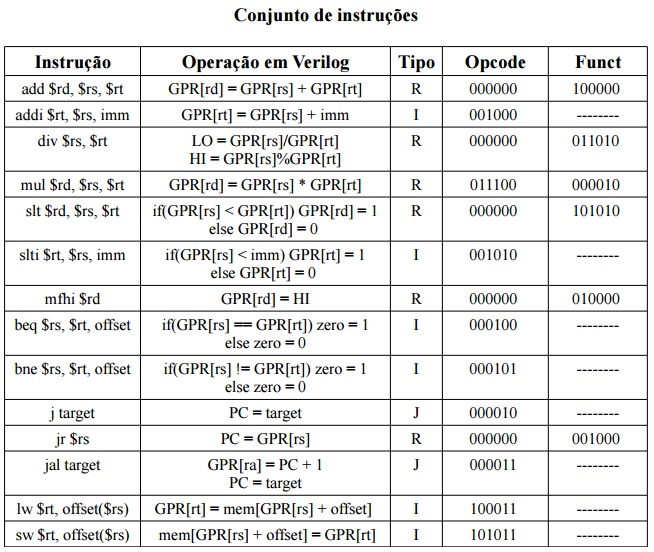 Conjunto de instruções
Instrução Operação em Verilog Tipo Opcode Funct
add $rd, $rs, $rt GPR[rd] = GPR[rs] + GPR[rt] R 000000 100000
addi $rt, $rs, imm GPR[rt] = GPR[rs] + imm I 001000 --------
div $rs, $rt LO = GPR[rs]/GPR[rt] R 000000 011010
HI = GPR[rs]%GPR[rt]
mul $rd, $rs, $rt GPR[rd] = GPR[rs] * GPR[rt] R 011100 000010
slt $rd, $rs, $rt if(GPR[rs] < GPR[rt]) GPR[rd] = 1 R 000000 101010
else GPR[rd] = 0
slti $rt, $rs, imm if(GPR[rs] < imm) GPR[rt] = 1 I 001010 --------
else GPR[rt] = 0
mfhi $rd GPR[rd] = HI R 000000 010000
beq $rs, $rt, offset if(GPR[rs] == GPR[rt]) zero = 1 I 000100 --------
else zero = 0
bne $rs, $rt, offset if(GPR[rs] != GPR[rt]) zero = 1 I 000101 --------
else zero = 0
j target PC = target J 000010 --------
jr $rs PC = GPR[rs] R 000000 001000
jal target GPR[ra] = PC + 1 J 000011 --------
PC = target
lw $rt, offset($rs) GPR[rt] = mem[GPR[rs] + offset] I 100011 --------
sw $rt, offset($rs) mem[GPR[rs] + offset] = GPR[rt] I 101011 --------